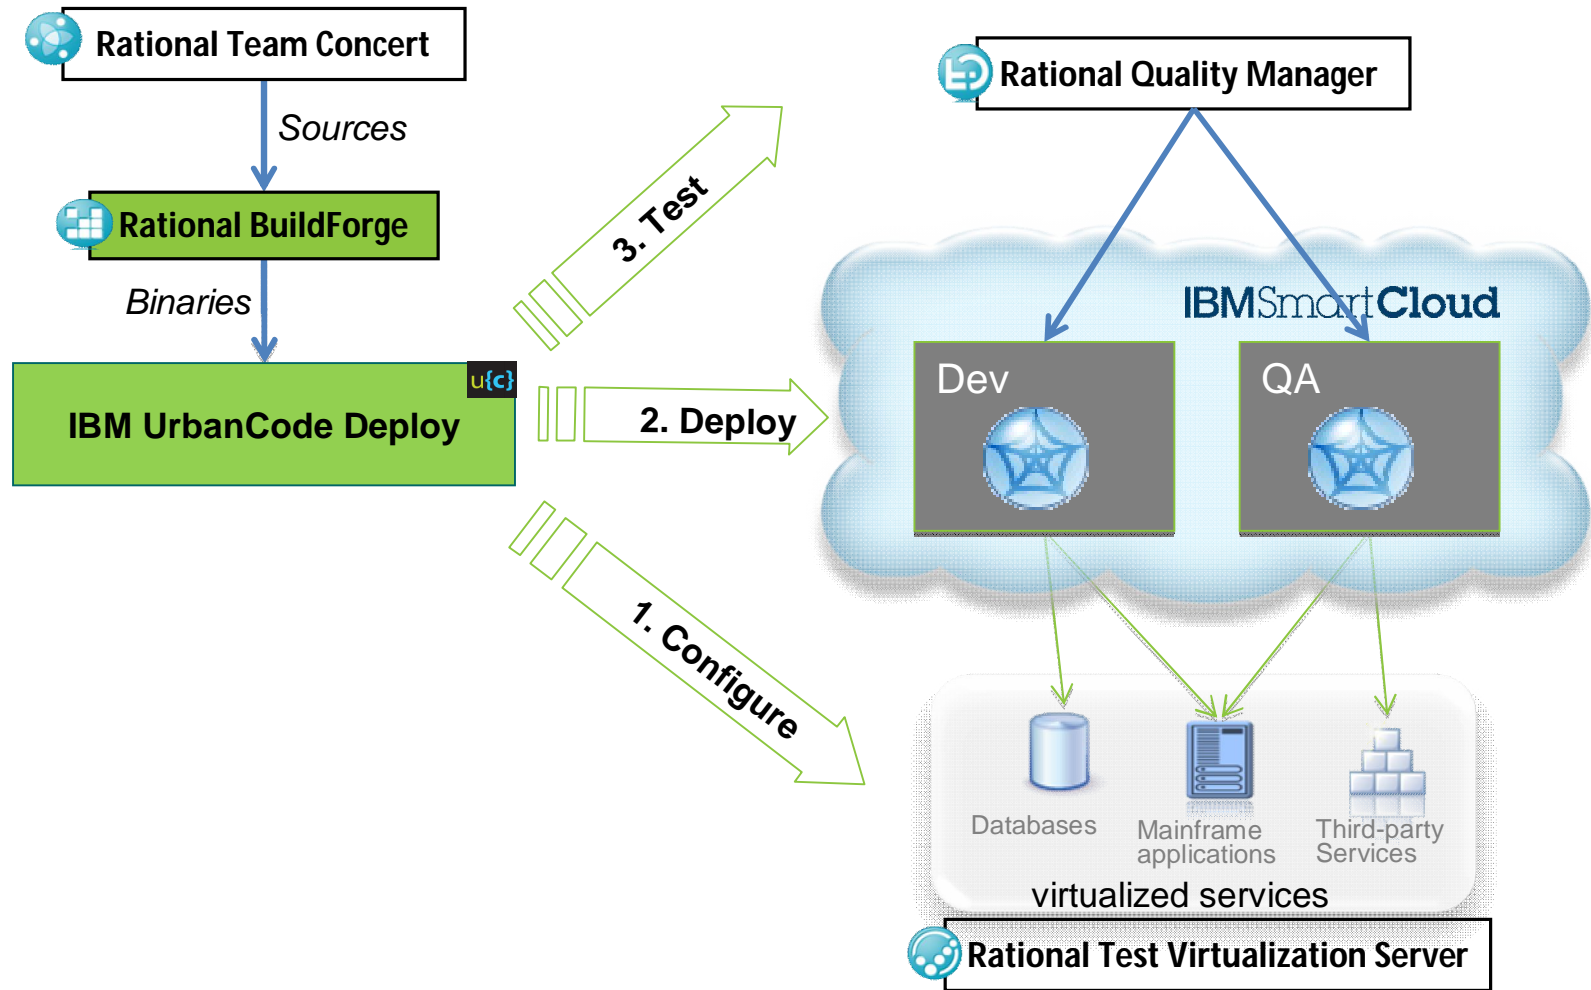 Rational Team Concert
Sources
Rational BuildForge
Binaries
u{c}
IBM UrbanCode Deploy
3. Test
2. Deploy
1. Configure
Rational Quality Manager
IBMSmartCloud
Dev
QA
Databases
Mainframe
applications
Third-party
Services
virtualized services
Rational Test Virtualization Server